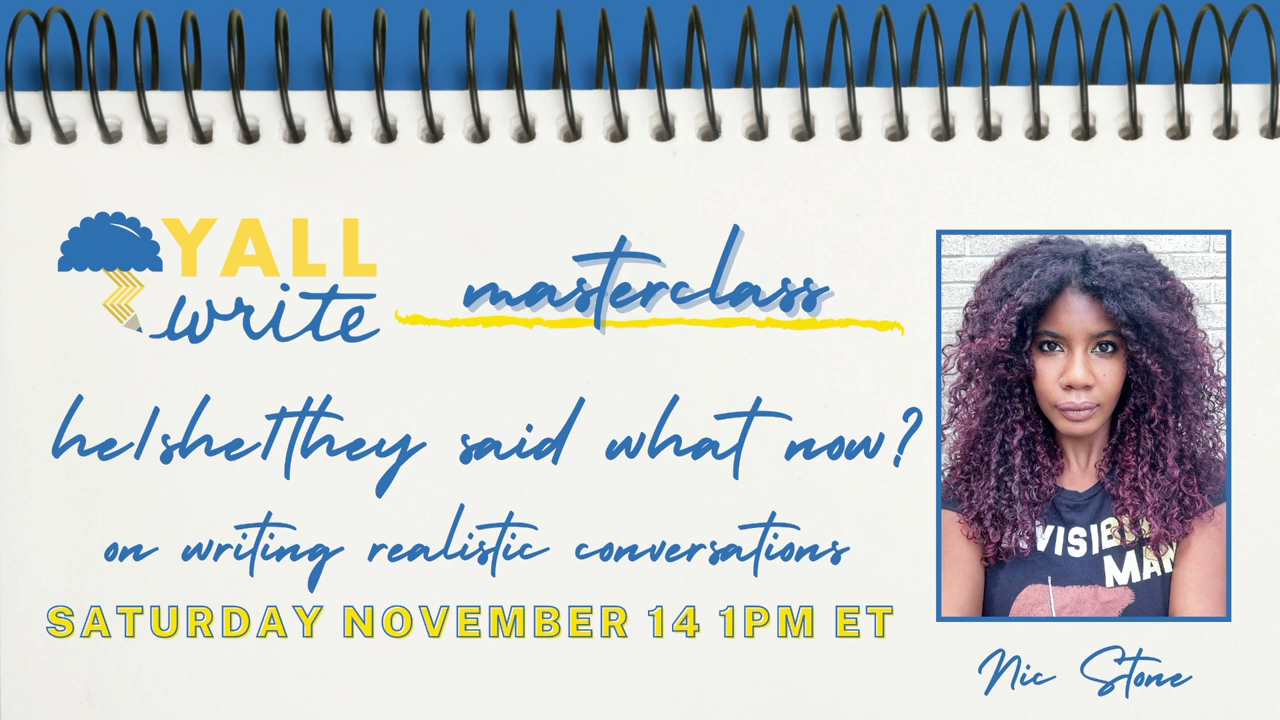 YALL
write
masterclass
he/she/they said what now?
on writing realistic conversations
SATURDAY NOVEMBER 14 1PM ET
MAN
Nic Stone